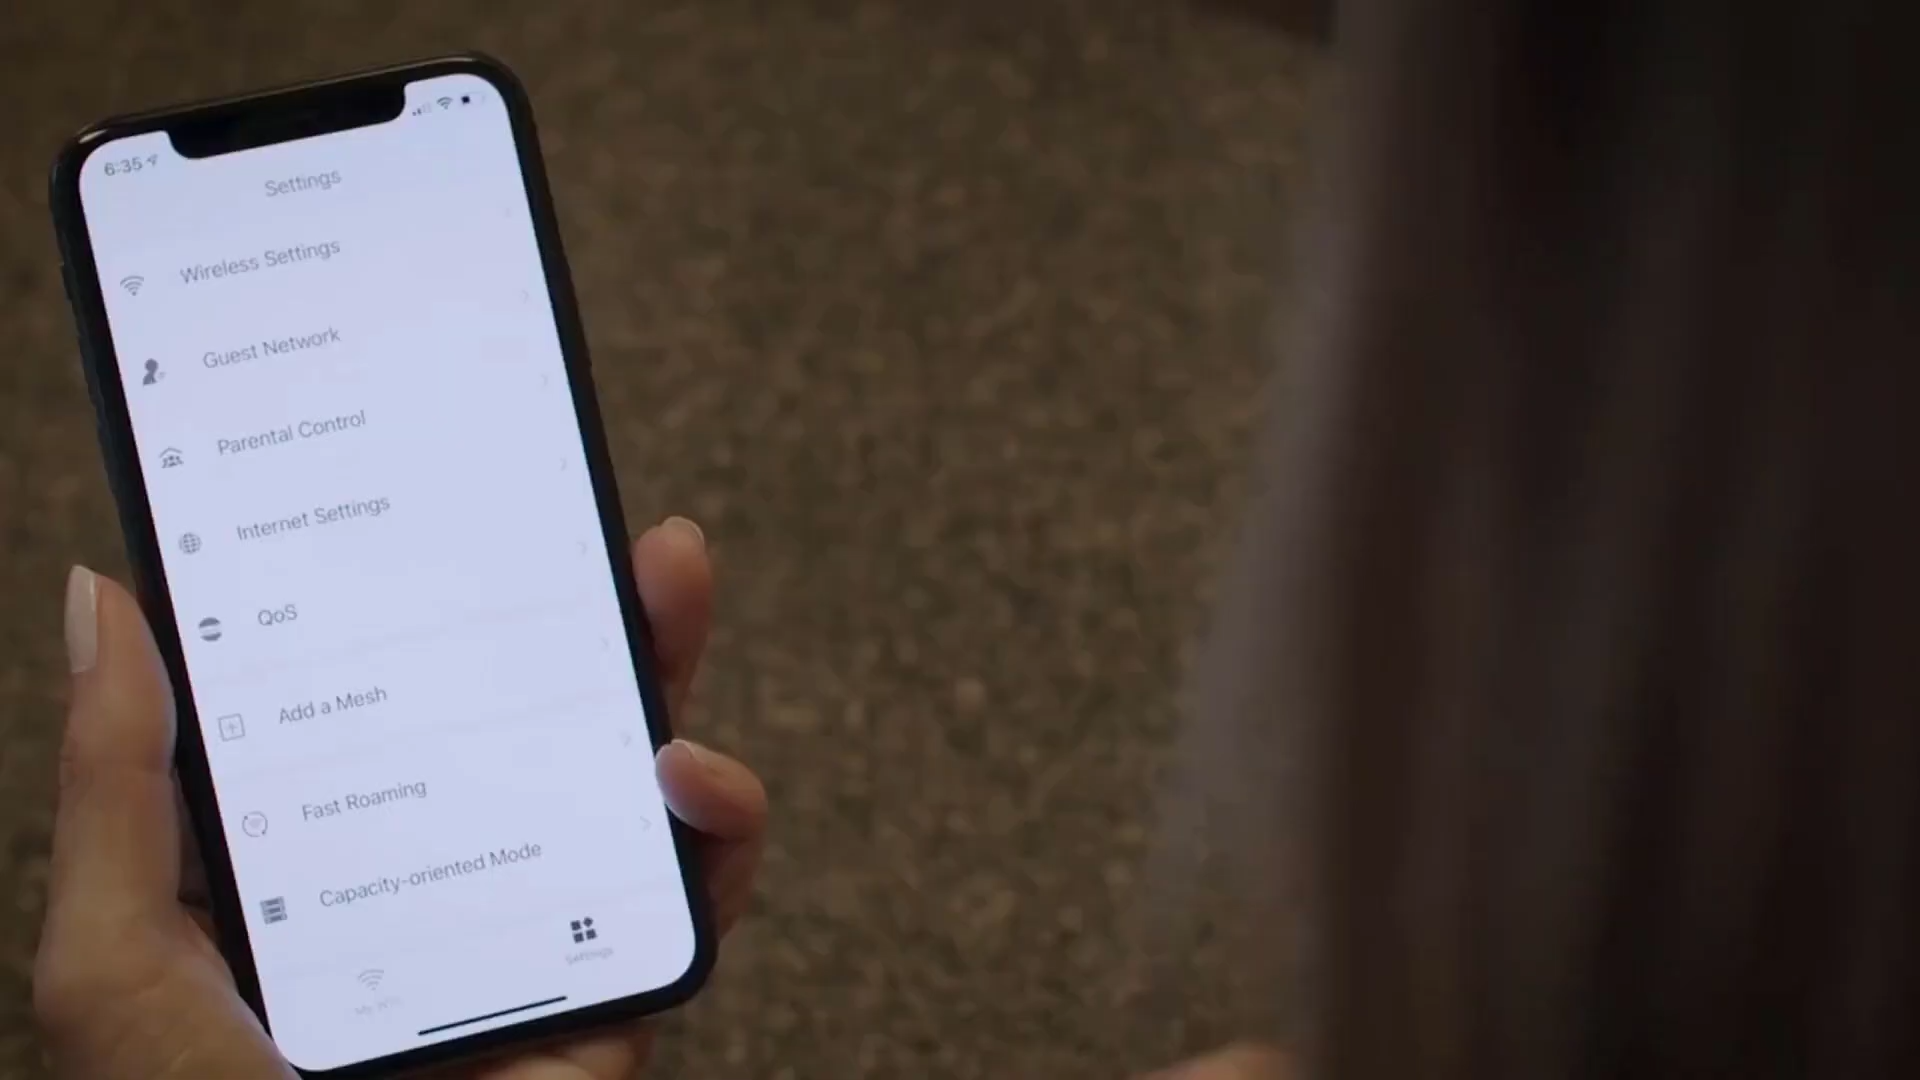 6:35
Settings
Wireless Settings
Guest Network
Parental Control
Internet Settings
QoS
Add a Mesh
Fast Roaming
Capacity-oriented Mode
Settings